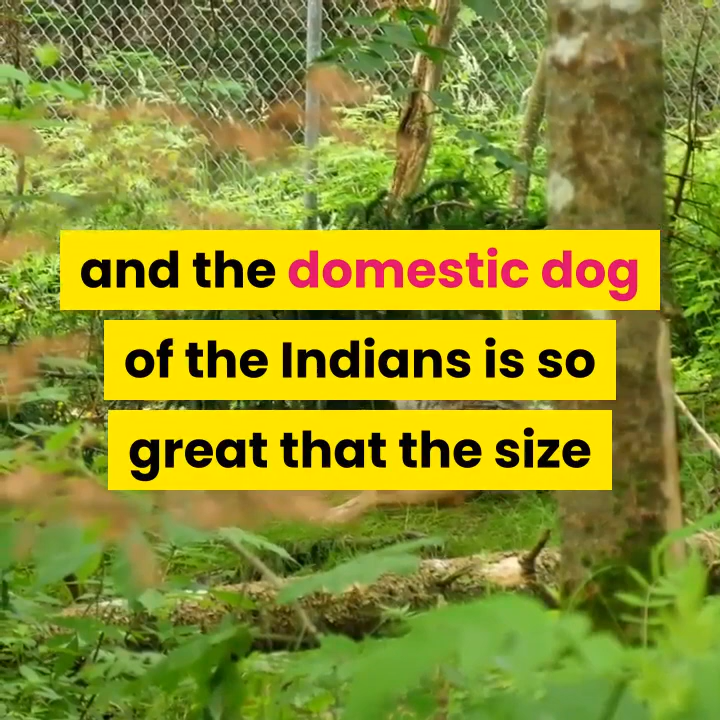 and the domestic dog
of the Indians is so
great that the size